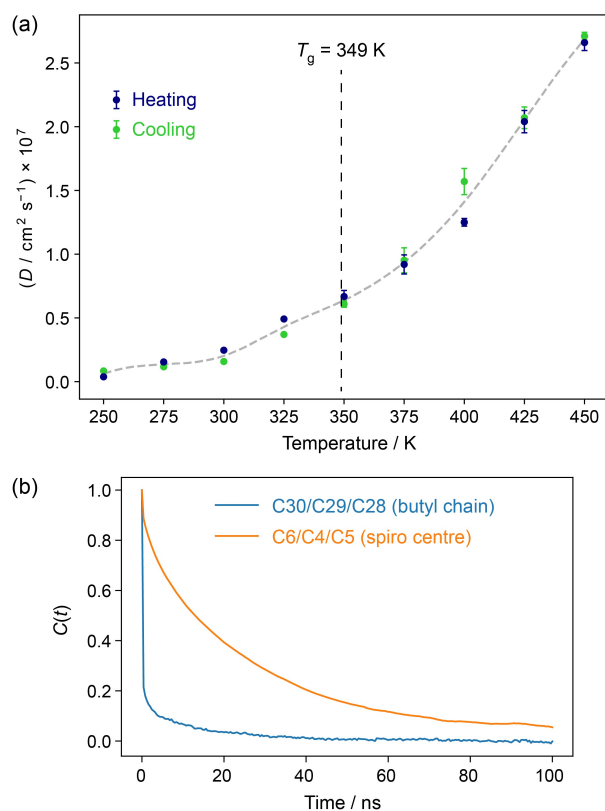 (a)
T_g = 349 K
Heating
Cooling
(D / cm² s⁻¹) × 10⁷
2.5
2.0
1.5
1.0
0.5
0.0
250 275 300 325 350 375 400 425 450
Temperature / K
(b)
C30/C29/C28 (butyl chain)
C6/C4/C5 (spiro centre)
C(t)
1.0
0.8
0.6
0.4
0.2
0.0
0 20 40 60 80 100
Time / ns